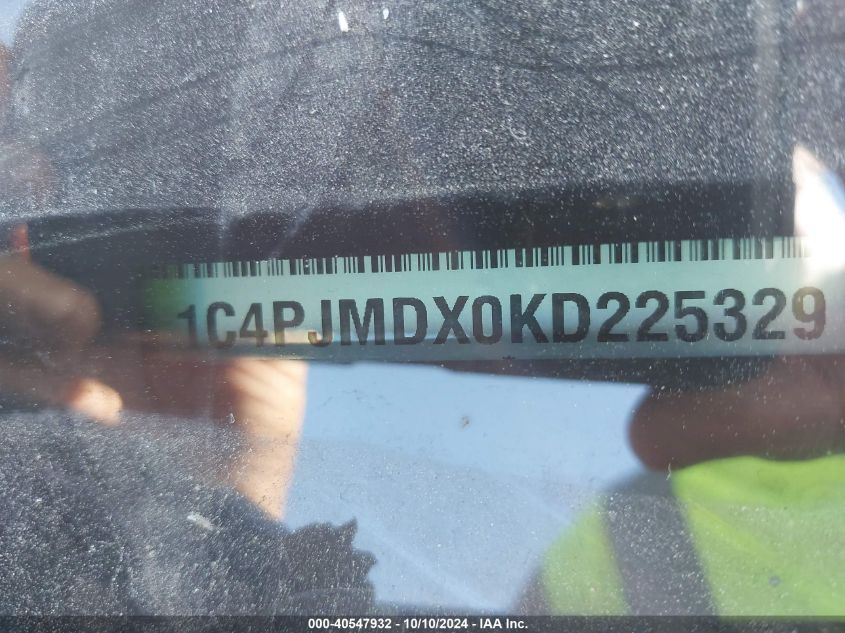 1C4PJMDX0KD225329
000-40547932 - 10/10/2024 - IAA Inc.